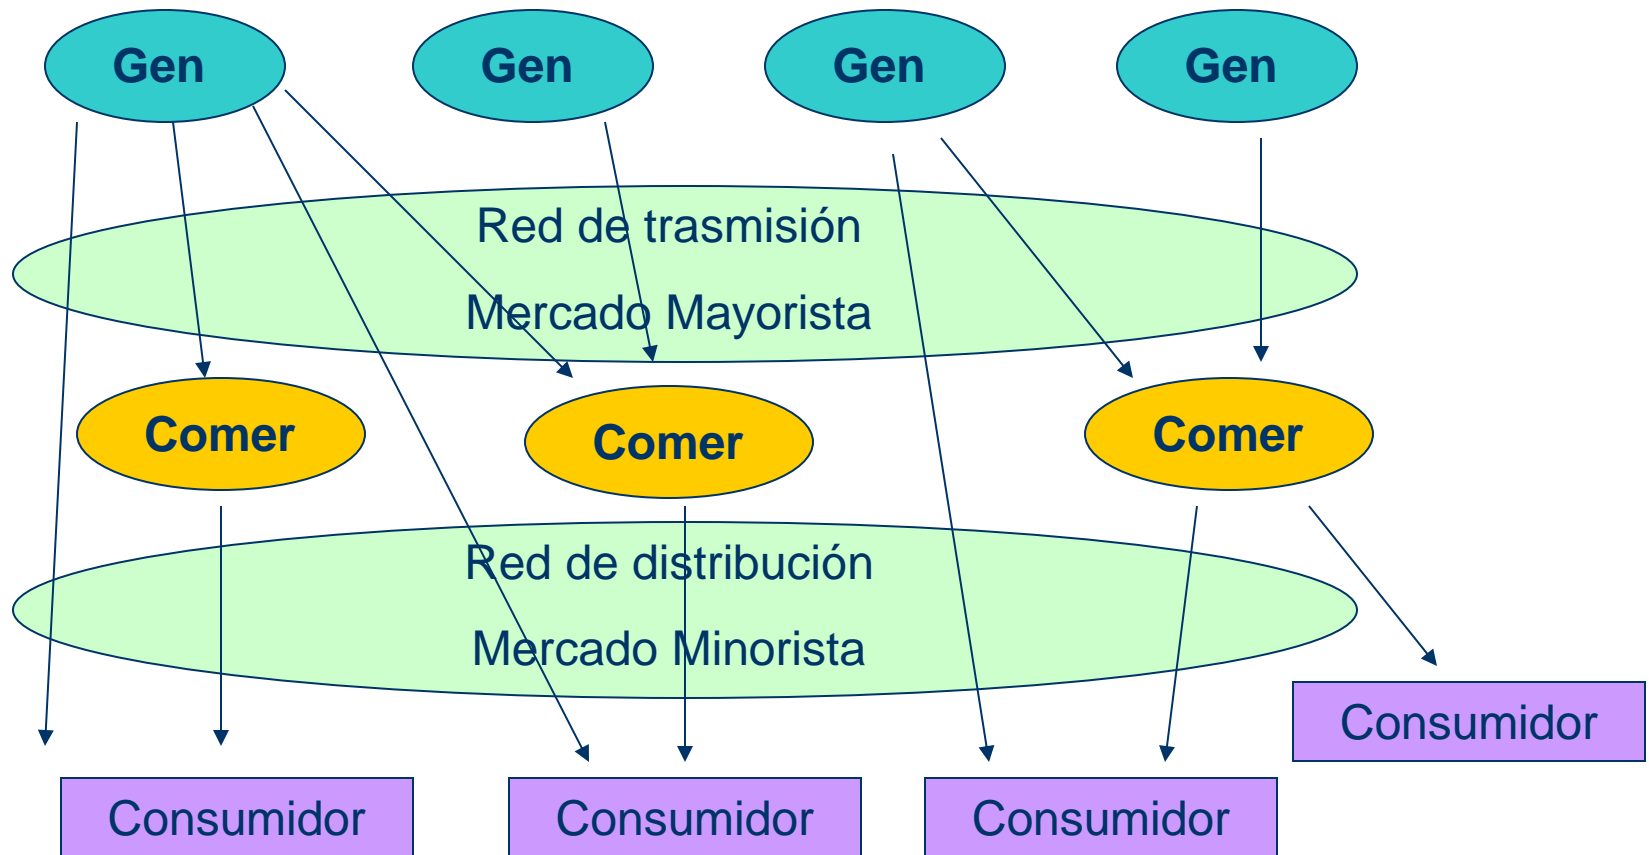 Gen
Gen
Gen
Gen
Red de trasmisión
Mercado Mayorista
Comer
Comer
Comer
Red de distribución
Mercado Minorista
Consumidor
Consumidor
Consumidor
Consumidor